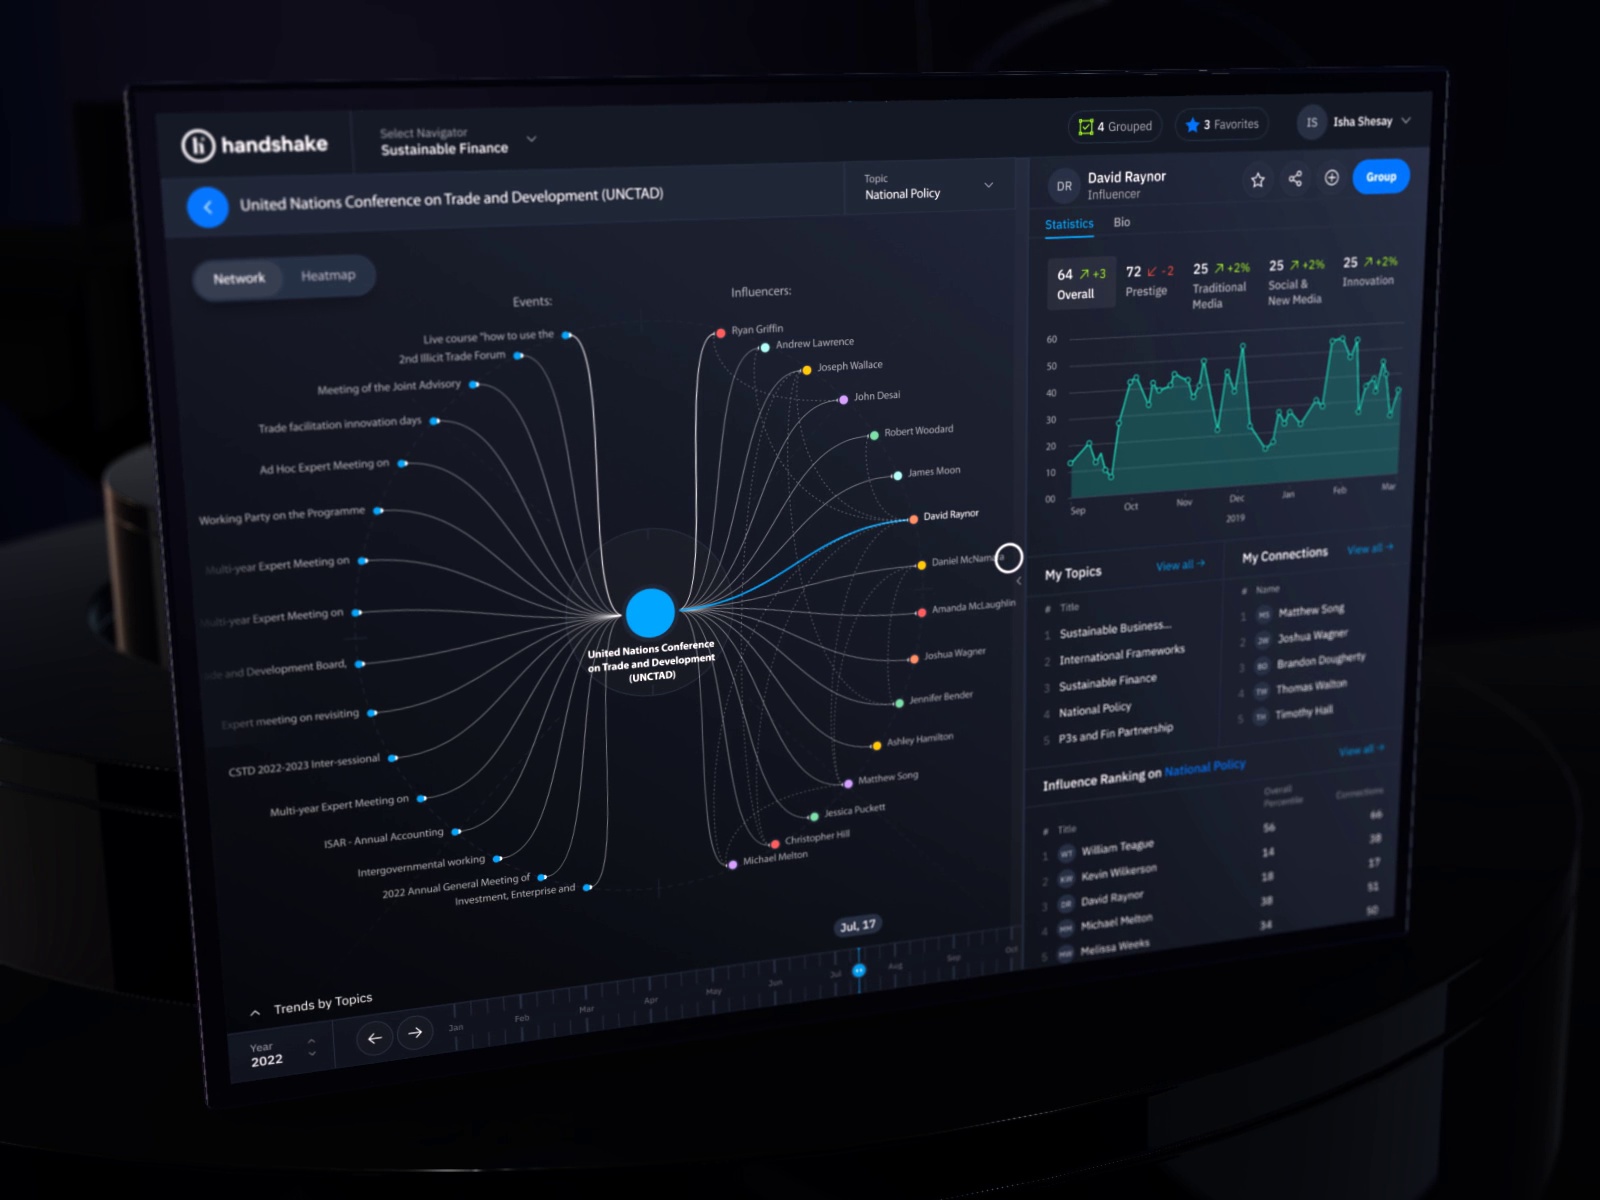 handshake
Select Navigator
Sustainable Finance
4 Grouped
3 Favorites
IS
Isha Shesay
United Nations Conference on Trade and Development (UNCTAD)
Topic
National Policy
Network
Heatmap
Events:
Live course "how to use the
2nd Illicit Trade Forum
Meeting of the Joint Advisory
Trade facilitation innovation days
Ad Hoc Expert Meeting on
Working Party on the Programme
Multi-year Expert Meeting on
Multi-year Expert Meeting on
and Development Board,
Expert meeting on revisiting
CSTD 2022-2023 Inter-sessional
Multi-year Expert Meeting on
ISAR - Annual Accounting
Intergovernmental working
2022 Annual General Meeting of
Investment, Enterprise and
United Nations Conference
on Trade and Development
(UNCTAD)
Influencers:
Ryan Griffin
Andrew Lawrence
Joseph Wallace
John Desai
Robert Woodard
James Moon
David Raynor
Daniel McNamara
Amanda McLaughlin
Joshua Wagner
Jennifer Bender
Ashley Hamilton
Matthew Song
Jessica Puckett
Christopher Hill
Michael Melton
Jul, 17
Trends by Topics
Year
2022
Jan
Feb
Mar
Apr
May
Jun
Jul
Aug
Sep
Oct
DR
David Raynor
Influencer
Group
Statistics
Bio
64 +3
Overall
72 -2
Prestige
25 +2%
Traditional
Media
25 +2%
Social &
New Media
25 +2%
Innovation
60
50
40
30
20
10
00
Sep
Oct
Nov
Dec
Jan
Feb
Mar
2019
My Topics
View all →
# Title
1 Sustainable Business...
2 International Frameworks
3 Sustainable Finance
4 National Policy
5 P3s and Fin Partnership
My Connections
View all →
# Name
1 MS Matthew Song
2 JW Joshua Wagner
3 BD Brandon Dougherty
4 TW Thomas Walton
5 TH Timothy Hall
Influence Ranking on National Policy
View all →
# Title
Overall
Percentile
Connections
1 WT William Teague 56 66
2 KW Kevin Wilkerson 14 38
3 DR David Raynor 18 17
4 MM Michael Melton 38 51
5 MW Melissa Weeks 34 50